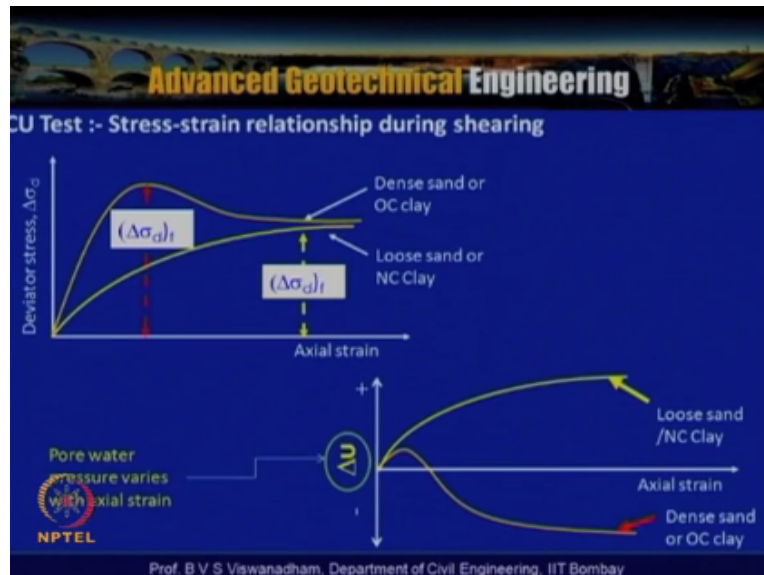 Advanced Geotechnical Engineering
CU Test :- Stress-strain relationship during shearing
Deviator stress, Δσd
Dense sand or
OC clay
(Δσd)f
Loose sand or
NC Clay
(Δσd)f
Axial strain
+
Loose sand
/NC Clay
Pore water
pressure varies
with axial strain
Δu
Axial strain
-
Dense sand
or OC clay
NPTEL
Prof. B V S Viswanadham, Department of Civil Engineering, IIT Bombay